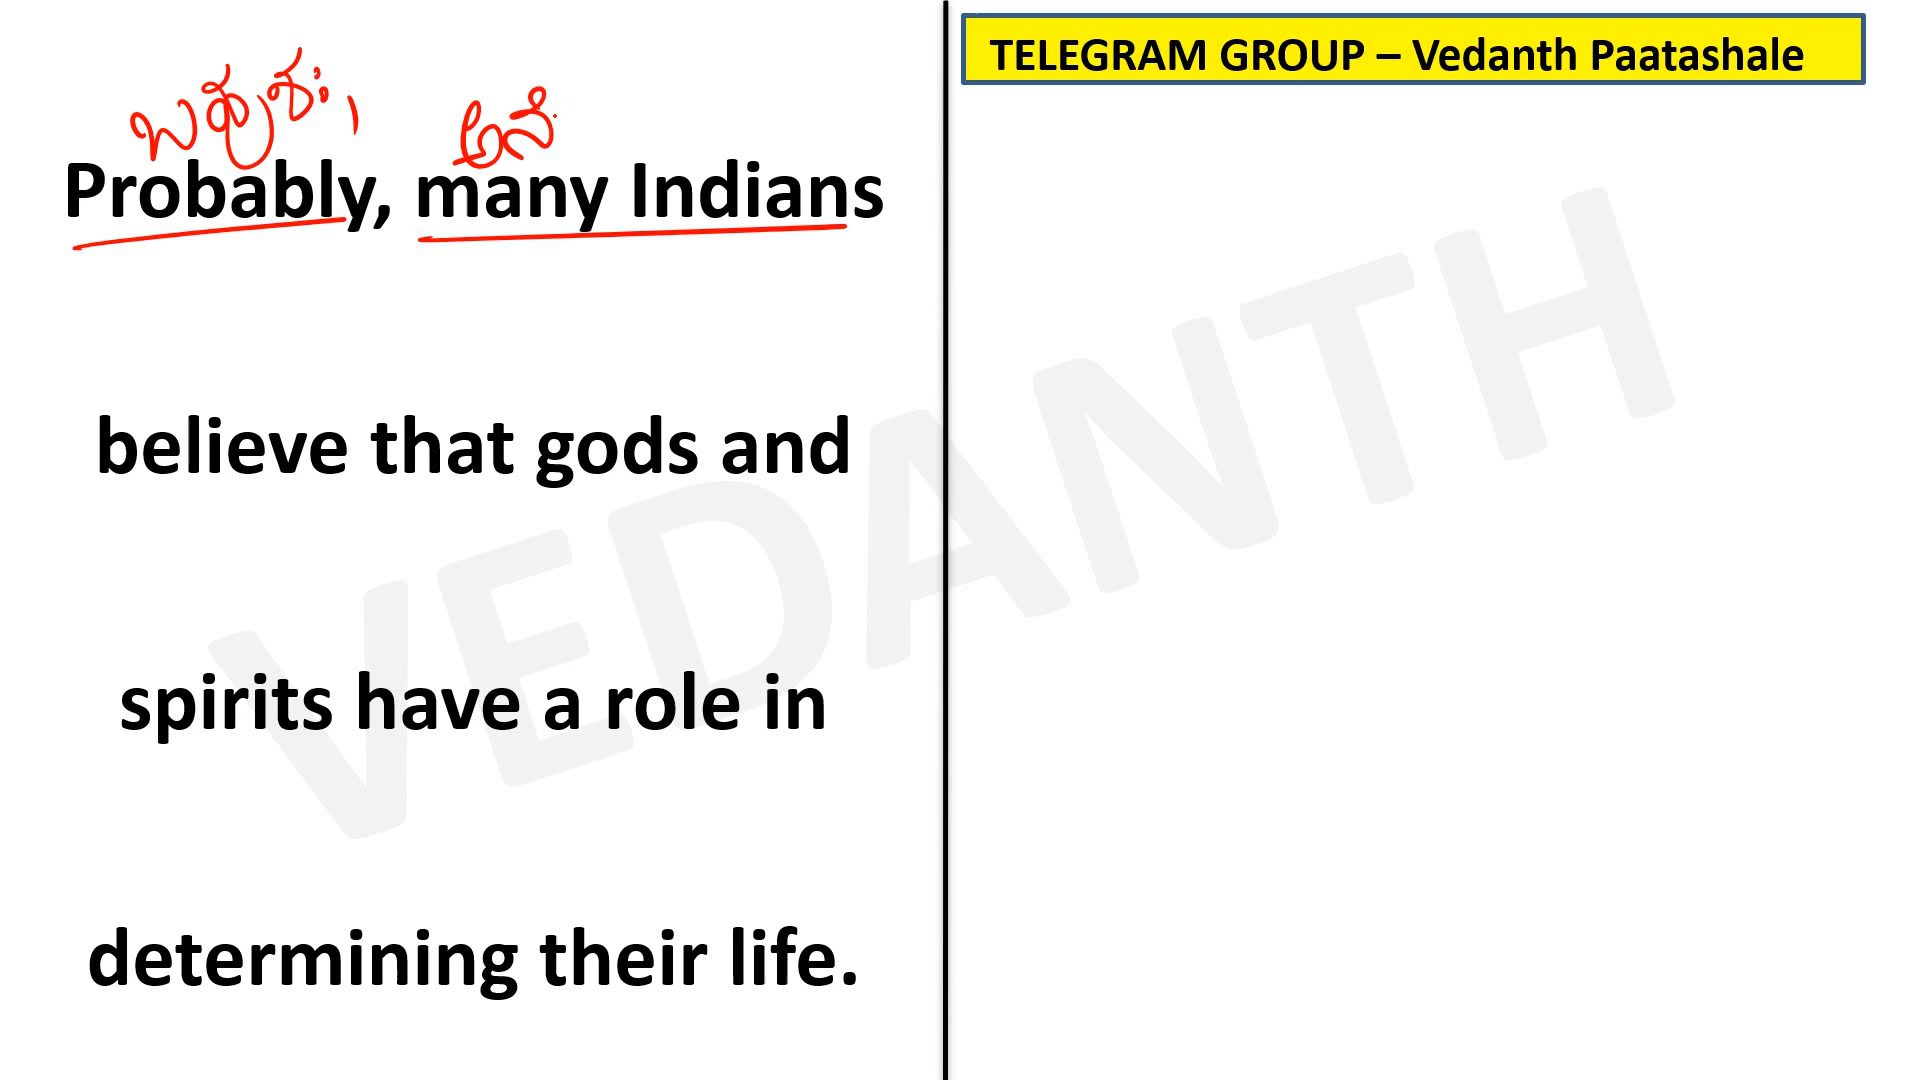 TELEGRAM GROUP – Vedanth Paatashale
ಬಹುಶಃ, ಅನೇ
Probably, many Indians
believe that gods and
spirits have a role in
determining their life.
VEDANTH